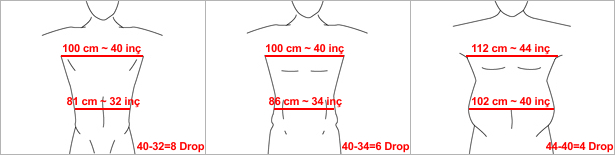 100 cm ~ 40 inç
81 cm ~ 32 inç
40-32=8 Drop
100 cm ~ 40 inç
86 cm ~ 34 inç
40-34=6 Drop
112 cm ~ 44 inç
102 cm ~ 40 inç
44-40=4 Drop